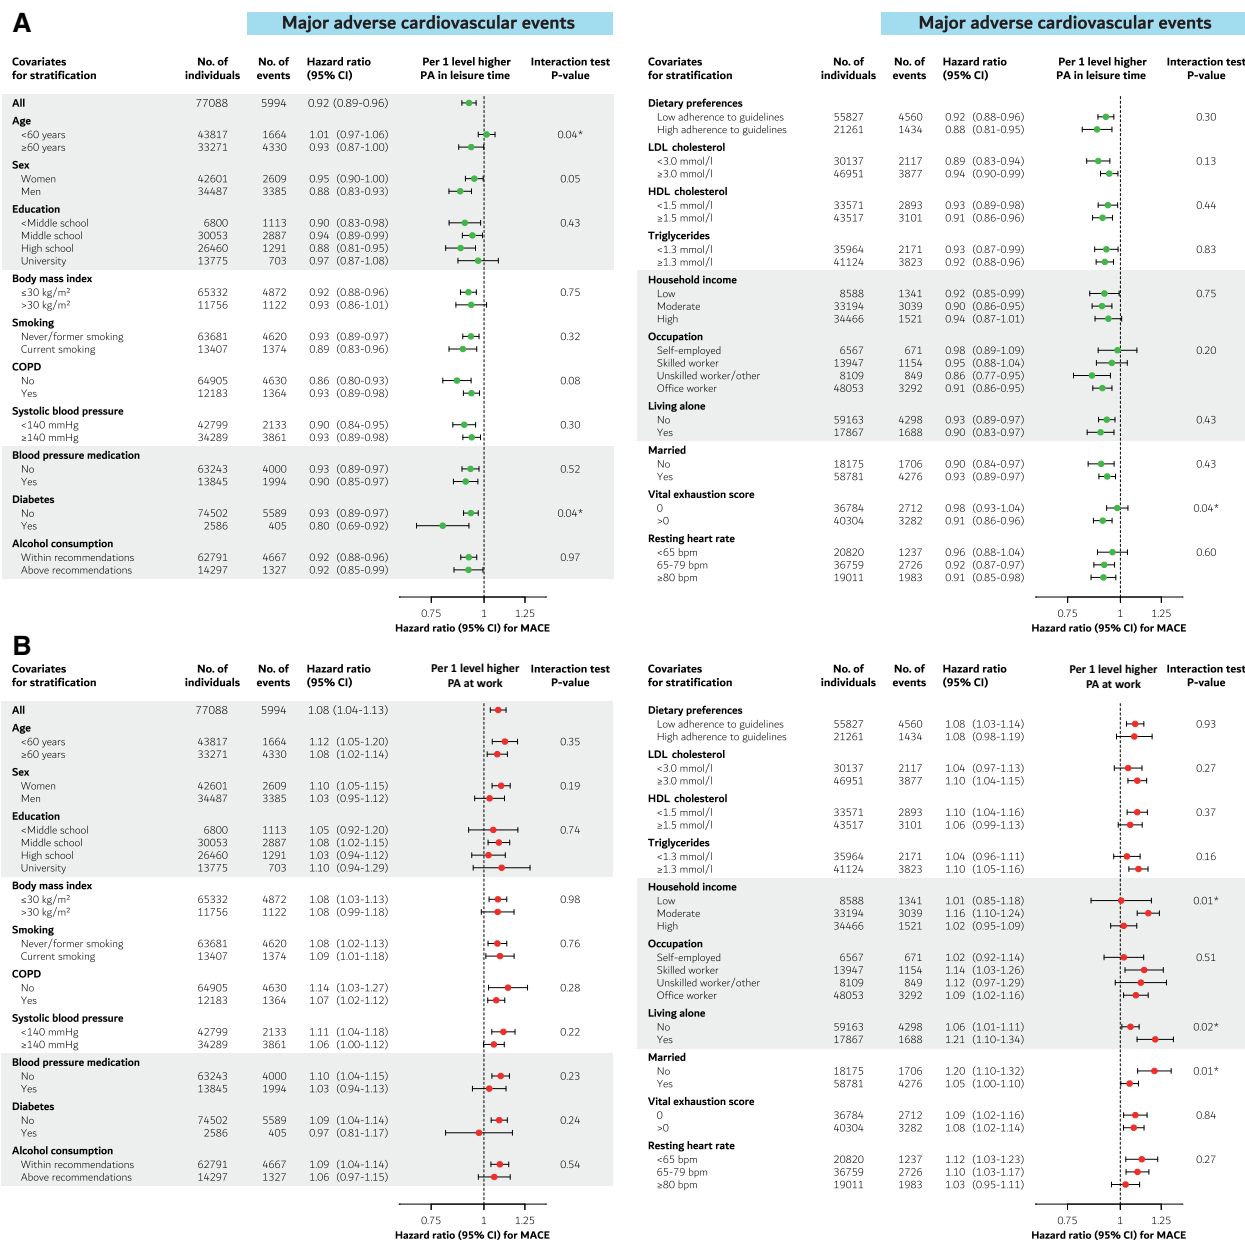 A
Major adverse cardiovascular events
Covariates for stratification No. of individuals No. of events Hazard ratio (95% CI) Per 1 level higher PA in leisure time Interaction test P-value
All 77088 5994 0.92 (0.89-0.96)
Age
<60 years 43817 1664 1.01 (0.97-1.06) 0.04*
≥60 years 33271 4330 0.93 (0.87-1.00)
Sex
Women 42601 2609 0.95 (0.90-1.00) 0.05
Men 34487 3385 0.88 (0.83-0.93)
Education
<Middle school 6800 1113 0.90 (0.83-0.98) 0.43
Middle school 30053 2887 0.94 (0.89-0.99)
High school 26460 1291 0.88 (0.81-0.95)
University 13775 703 0.97 (0.87-1.08)
Body mass index
≤30 kg/m² 65332 4872 0.92 (0.88-0.96) 0.75
>30 kg/m² 11756 1122 0.93 (0.86-1.01)
Smoking
Never/former smoking 63681 4620 0.93 (0.89-0.97) 0.32
Current smoking 13407 1374 0.89 (0.83-0.96)
COPD
No 64905 4630 0.86 (0.80-0.93) 0.08
Yes 12183 1364 0.93 (0.89-0.98)
Systolic blood pressure
<140 mmHg 42799 2133 0.90 (0.84-0.95) 0.30
≥140 mmHg 34289 3861 0.93 (0.89-0.98)
Blood pressure medication
No 63243 4000 0.93 (0.89-0.97) 0.52
Yes 13845 1994 0.90 (0.85-0.97)
Diabetes
No 74502 5589 0.93 (0.89-0.97) 0.04*
Yes 2586 405 0.80 (0.69-0.92)
Alcohol consumption
Within recommendations 62791 4667 0.92 (0.88-0.96) 0.97
Above recommendations 14297 1327 0.92 (0.85-0.99)
0.75 1 1.25
Hazard ratio (95% CI) for MACE
Major adverse cardiovascular events
Covariates for stratification No. of individuals No. of events Hazard ratio (95% CI) Per 1 level higher PA in leisure time Interaction test P-value
Dietary preferences
Low adherence to guidelines 55827 4560 0.92 (0.88-0.96) 0.30
High adherence to guidelines 21261 1434 0.88 (0.81-0.95)
LDL cholesterol
<3.0 mmol/l 30137 2117 0.89 (0.83-0.94) 0.13
≥3.0 mmol/l 46951 3877 0.94 (0.90-0.99)
HDL cholesterol
<1.5 mmol/l 33571 2893 0.93 (0.89-0.98) 0.44
≥1.5 mmol/l 43517 3101 0.91 (0.86-0.96)
Triglycerides
<1.3 mmol/l 35964 2171 0.93 (0.87-0.99) 0.83
≥1.3 mmol/l 41124 3823 0.92 (0.88-0.96)
Household income
Low 8588 1341 0.92 (0.85-0.99) 0.75
Moderate 33194 3039 0.90 (0.86-0.95)
High 34466 1521 0.94 (0.87-1.01)
Occupation
Self-employed 6567 671 0.98 (0.89-1.09) 0.20
Skilled worker 13947 1154 0.95 (0.88-1.04)
Unskilled worker/other 8109 849 0.86 (0.77-0.95)
Office worker 48053 3292 0.91 (0.86-0.95)
Living alone
No 59163 4298 0.93 (0.89-0.97) 0.43
Yes 17867 1688 0.90 (0.83-0.97)
Married
No 18175 1706 0.90 (0.84-0.97) 0.43
Yes 58781 4276 0.93 (0.89-0.97)
Vital exhaustion score
0 36784 2712 0.98 (0.93-1.04) 0.04*
>0 40304 3282 0.91 (0.86-0.96)
Resting heart rate
<65 bpm 20820 1237 0.96 (0.88-1.04) 0.60
65-79 bpm 36759 2726 0.92 (0.87-0.97)
≥80 bpm 19011 1983 0.91 (0.85-0.98)
0.75 1 1.25
Hazard ratio (95% CI) for MACE
B
Covariates for stratification No. of individuals No. of events Hazard ratio (95% CI) Per 1 level higher PA at work Interaction test P-value
All 77088 5994 1.08 (1.04-1.13)
Age
<60 years 43817 1664 1.12 (1.05-1.20) 0.35
≥60 years 33271 4330 1.08 (1.02-1.14)
Sex
Women 42601 2609 1.10 (1.05-1.15) 0.19
Men 34487 3385 1.03 (0.95-1.12)
Education
<Middle school 6800 1113 1.05 (0.92-1.20) 0.74
Middle school 30053 2887 1.08 (1.02-1.15)
High school 26460 1291 1.03 (0.94-1.12)
University 13775 703 1.10 (0.94-1.29)
Body mass index
≤30 kg/m² 65332 4872 1.08 (1.03-1.13) 0.98
>30 kg/m² 11756 1122 1.08 (0.99-1.18)
Smoking
Never/former smoking 63681 4620 1.08 (1.02-1.13) 0.76
Current smoking 13407 1374 1.09 (1.01-1.18)
COPD
No 64905 4630 1.14 (1.03-1.27) 0.28
Yes 12183 1364 1.07 (1.02-1.12)
Systolic blood pressure
<140 mmHg 42799 2133 1.11 (1.04-1.18) 0.22
≥140 mmHg 34289 3861 1.06 (1.00-1.12)
Blood pressure medication
No 63243 4000 1.10 (1.04-1.15) 0.23
Yes 13845 1994 1.03 (0.94-1.13)
Diabetes
No 74502 5589 1.09 (1.04-1.14) 0.24
Yes 2586 405 0.97 (0.81-1.17)
Alcohol consumption
Within recommendations 62791 4667 1.09 (1.04-1.14) 0.54
Above recommendations 14297 1327 1.06 (0.97-1.15)
0.75 1 1.25
Hazard ratio (95% CI) for MACE
Covariates for stratification No. of individuals No. of events Hazard ratio (95% CI) Per 1 level higher PA at work Interaction test P-value
Dietary preferences
Low adherence to guidelines 55827 4560 1.08 (1.03-1.14) 0.93
High adherence to guidelines 21261 1434 1.08 (0.98-1.19)
LDL cholesterol
<3.0 mmol/l 30137 2117 1.04 (0.97-1.13) 0.27
≥3.0 mmol/l 46951 3877 1.10 (1.04-1.15)
HDL cholesterol
<1.5 mmol/l 33571 2893 1.10 (1.04-1.16) 0.37
≥1.5 mmol/l 43517 3101 1.06 (0.99-1.13)
Triglycerides
<1.3 mmol/l 35964 2171 1.04 (0.96-1.11) 0.16
≥1.3 mmol/l 41124 3823 1.10 (1.05-1.16)
Household income
Low 8588 1341 1.01 (0.85-1.18) 0.01*
Moderate 33194 3039 1.16 (1.10-1.24)
High 34466 1521 1.02 (0.95-1.09)
Occupation
Self-employed 6567 671 1.02 (0.92-1.14) 0.51
Skilled worker 13947 1154 1.14 (1.03-1.26)
Unskilled worker/other 8109 849 1.12 (0.97-1.29)
Office worker 48053 3292 1.09 (1.02-1.16)
Living alone
No 59163 4298 1.06 (1.01-1.11) 0.02*
Yes 17867 1688 1.21 (1.10-1.34)
Married
No 18175 1706 1.20 (1.10-1.32) 0.01*
Yes 58781 4276 1.05 (1.00-1.10)
Vital exhaustion score
0 36784 2712 1.09 (1.02-1.16) 0.84
>0 40304 3282 1.08 (1.02-1.14)
Resting heart rate
<65 bpm 20820 1237 1.12 (1.03-1.23) 0.27
65-79 bpm 36759 2726 1.10 (1.03-1.17)
≥80 bpm 19011 1983 1.03 (0.95-1.11)
0.75 1 1.25
Hazard ratio (95% CI) for MACE